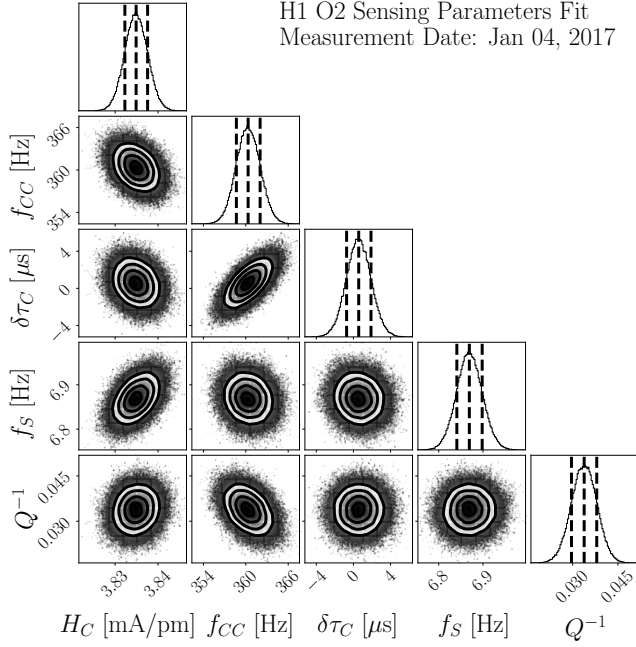 H1 O2 Sensing Parameters Fit
Measurement Date: Jan 04, 2017
f_CC [Hz]
366
360
354
δτ_C [μs]
4
0
−4
f_S [Hz]
6.9
6.8
Q⁻¹
0.045
0.030
3.83 3.84 354 360 366 −4 0 4 6.8 6.9 0.030 0.045
H_C [mA/pm] f_CC [Hz] δτ_C [μs] f_S [Hz] Q⁻¹